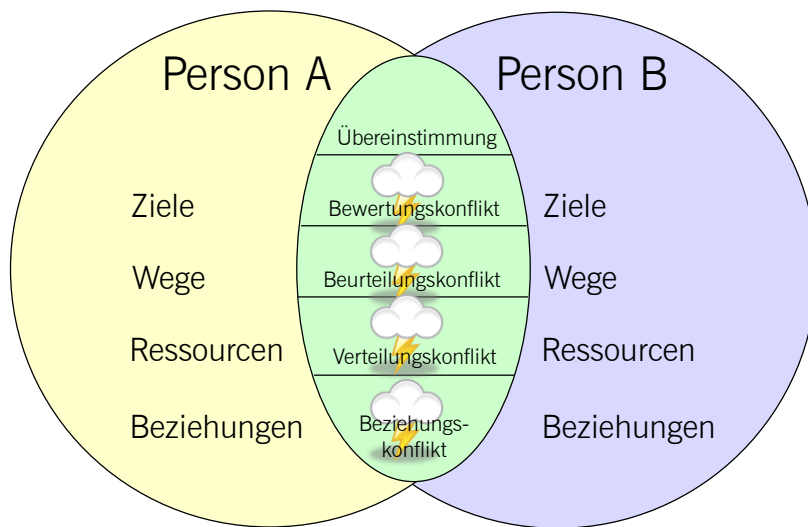 Person A
Person B
Übereinstimmung
Ziele
Bewertungskonflikt
Ziele
Wege
Beurteilungskonflikt
Wege
Ressourcen
Verteilungskonflikt
Ressourcen
Beziehungen
Beziehungs-
konflikt
Beziehungen